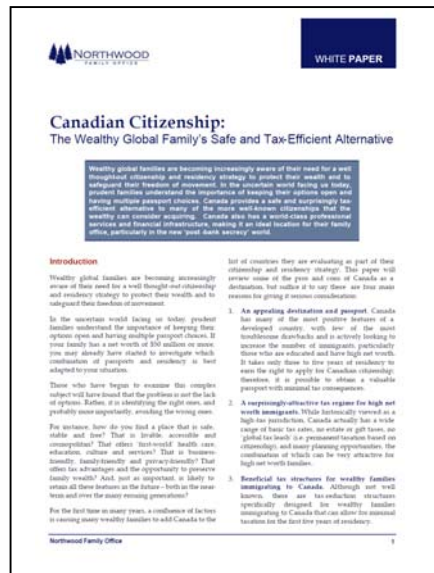 NORTHWOOD
FAMILY OFFICE
WHITE PAPER
Canadian Citizenship:
The Wealthy Global Family's Safe and Tax-Efficient Alternative
Wealthy global families are becoming increasingly aware of their need for a well
thought-out citizenship and residency strategy to protect their wealth and to
safeguard their freedom of movement. In the uncertain world facing us today,
prudent families understand the importance of keeping their options open and
having multiple passport choices. Canada provides a safe and surprisingly tax-
efficient alternative to many of the more well-known citizenships that the
wealthy can consider acquiring. Canada also has a world-class professional
services and financial infrastructure, making it an ideal location for their family
office, particularly in the new 'post-bank secrecy' world.
Introduction
Wealthy global families are becoming increasingly
aware of their need for a well thought-out citizenship
and residency strategy to protect their wealth and to
safeguard their freedom of movement.
In the uncertain world facing us today, prudent
families understand the importance of keeping their
options open and having multiple passport choices. If
your family has a net worth of $50 million or more,
you may already have started to investigate which
combination of passports and residency is best
adapted to your situation.
Those who have begun to examine this complex
subject will have found that the problem is not the lack
of options. Rather, it is identifying the right ones, and
probably more importantly, avoiding the wrong ones.
For instance, how do you find a place that is safe,
stable and free? That is livable, accessible and
cosmopolitan? That offers 'first-world' health care,
education, culture and services? That is business-
friendly, family-friendly and privacy-friendly? That
offers tax advantages and the opportunity to preserve
family wealth? And, just as important, is likely to
retain all these features in the future – both in the near-
term and over the many ensuing generations?
For the first time in many years, a confluence of factors
is causing many wealthy families to add Canada to the
list of countries they are evaluating as part of their
citizenship and residency strategy. This paper will
review some of the pros and cons of Canada as a
destination, but suffice it to say there are four main
reasons for giving it serious consideration:
1. An appealing destination and passport. Canada
has many of the most positive features of a
developed country, with few of the most
troublesome drawbacks and is actively looking to
increase the number of immigrants, particularly
those who are educated and have high net worth.
It takes only three to five years of residency to
earn the right to apply for Canadian citizenship;
therefore, it is possible to obtain a valuable
passport with minimal tax consequences.
2. A surprisingly-attractive tax regime for high net
worth immigrants. While historically viewed as a
high-tax jurisdiction, Canada actually has a wide
range of basic tax rates, no estate or gift taxes, no
'global tax leash' (i.e. permanent taxation based on
citizenship), and many planning opportunities, the
combination of which can be very attractive for
high net worth families.
3. Beneficial tax structures for wealthy families
immigrating to Canada. Although not well
known, there are tax-reduction structures
specifically designed for wealthy families
immigrating to Canada that can allow for minimal
taxation for the first five years of residency.
Northwood Family Office
1